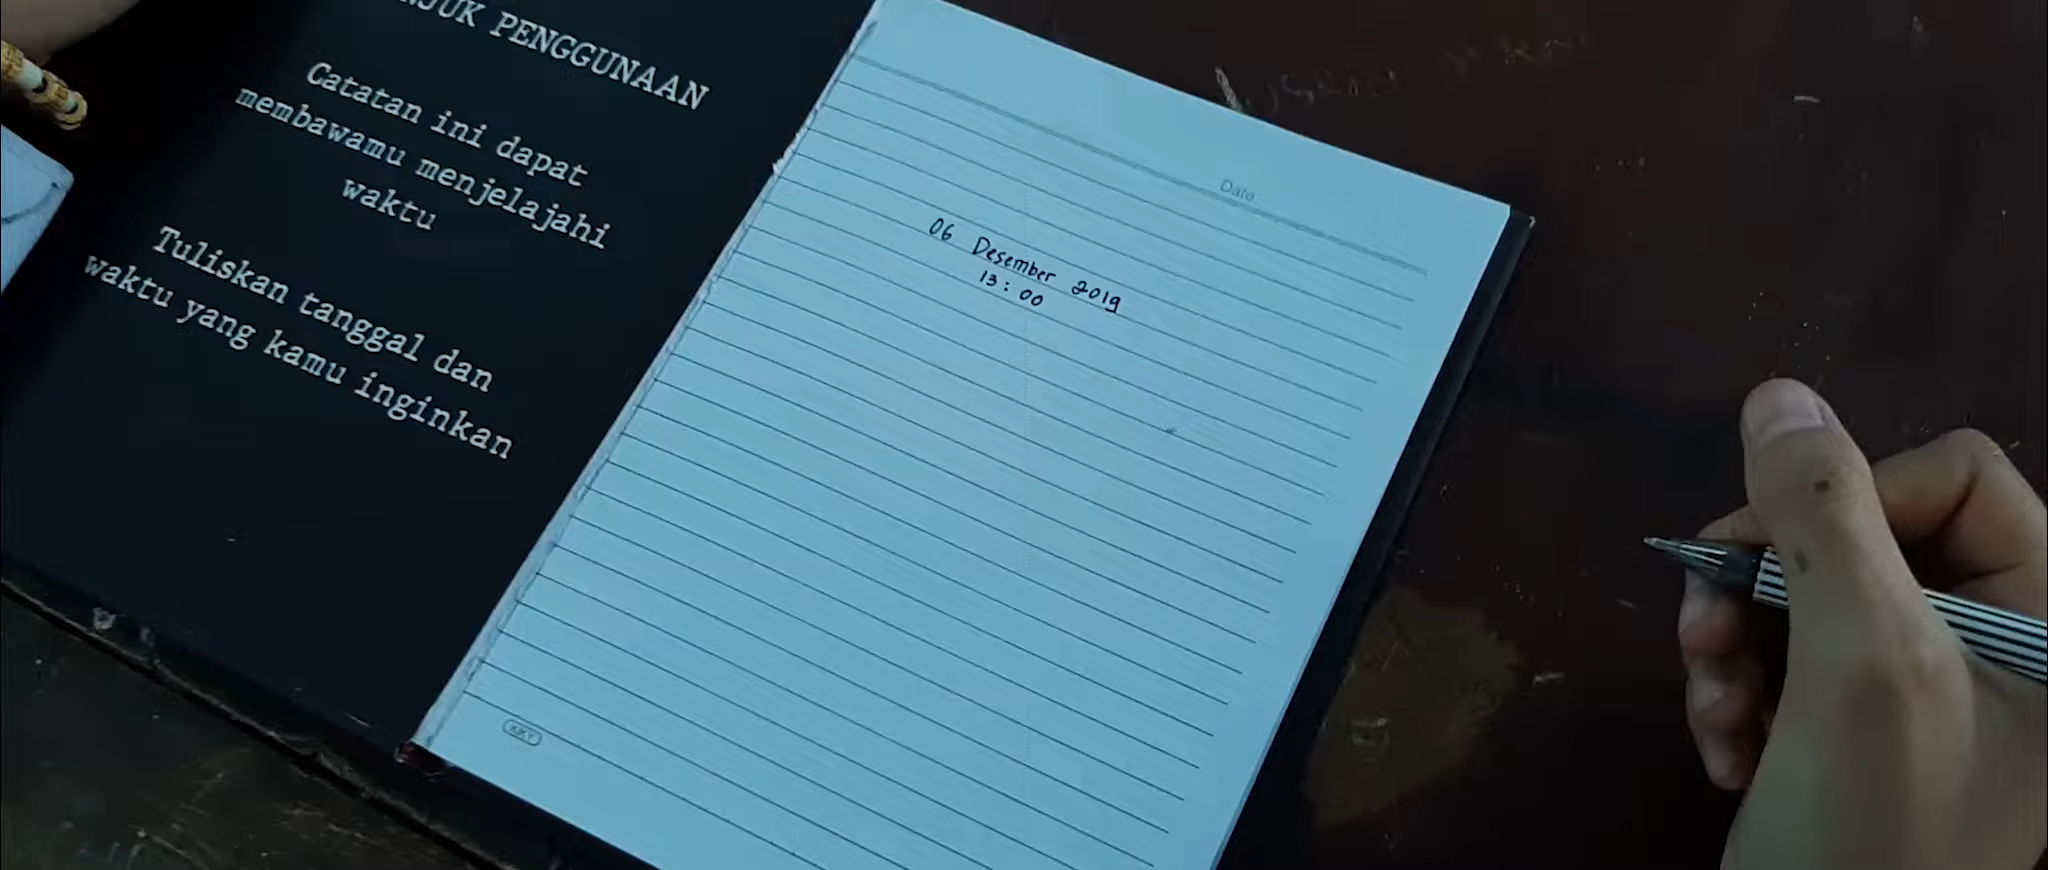 PENGGUNAAN
Catatan ini dapat
membawamu menjelajahi
waktu
Tuliskan tanggal dan
waktu yang kamu inginkan
Date
06 Desember 2019
13:00
KIKY